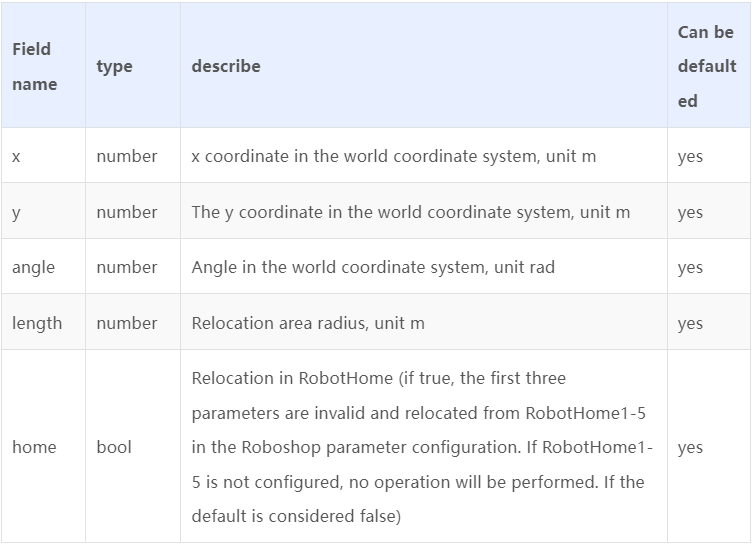 Field name type describe Can be default ed
x number x coordinate in the world coordinate system, unit m yes
y number The y coordinate in the world coordinate system, unit m yes
angle number Angle in the world coordinate system, unit rad yes
length number Relocation area radius, unit m yes
home bool Relocation in RobotHome (if true, the first three
parameters are invalid and relocated from RobotHome1-5
in the Roboshop parameter configuration. If RobotHome1-
5 is not configured, no operation will be performed. If the
default is considered false) yes